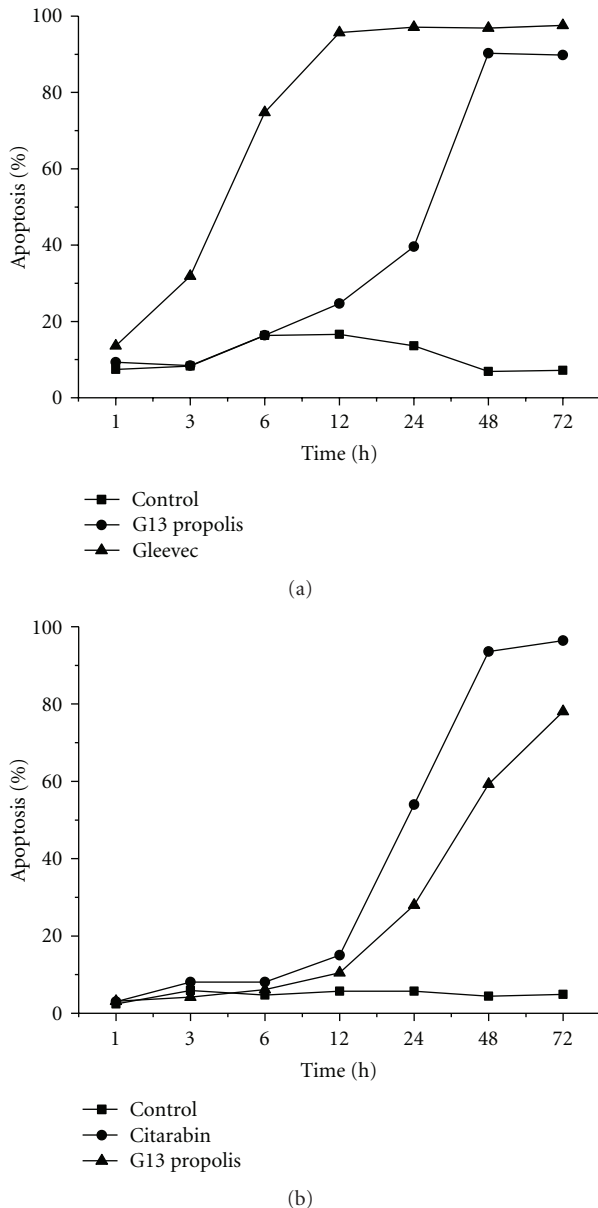 100
80
60
40
20
0
Apoptosis (%)
1 3 6 12 24 48 72
Time (h)
Control
G13 propolis
Gleevec
(a)
100
80
60
40
20
0
Apoptosis (%)
1 3 6 12 24 48 72
Time (h)
Control
Citarabin
G13 propolis
(b)